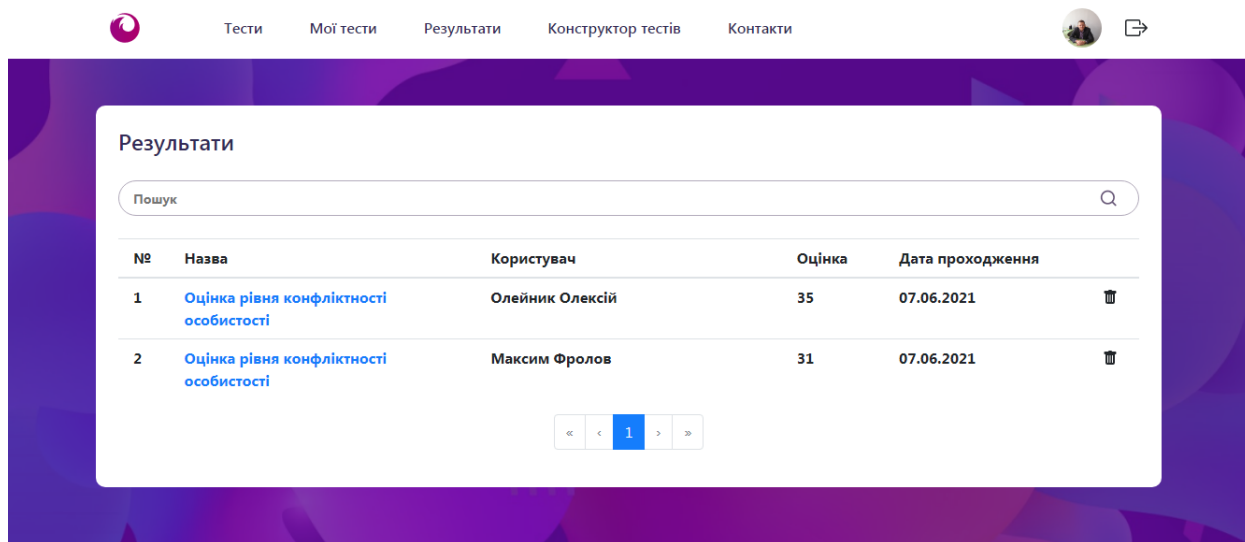 Тести Мої тести Результати Конструктор тестів Контакти
Результати
Пошук
№ Назва Користувач Оцінка Дата проходження
1 Оцінка рівня конфліктності Олейник Олексій 35 07.06.2021
особистості
2 Оцінка рівня конфліктності Максим Фролов 31 07.06.2021
особистості
« ‹ 1 › »